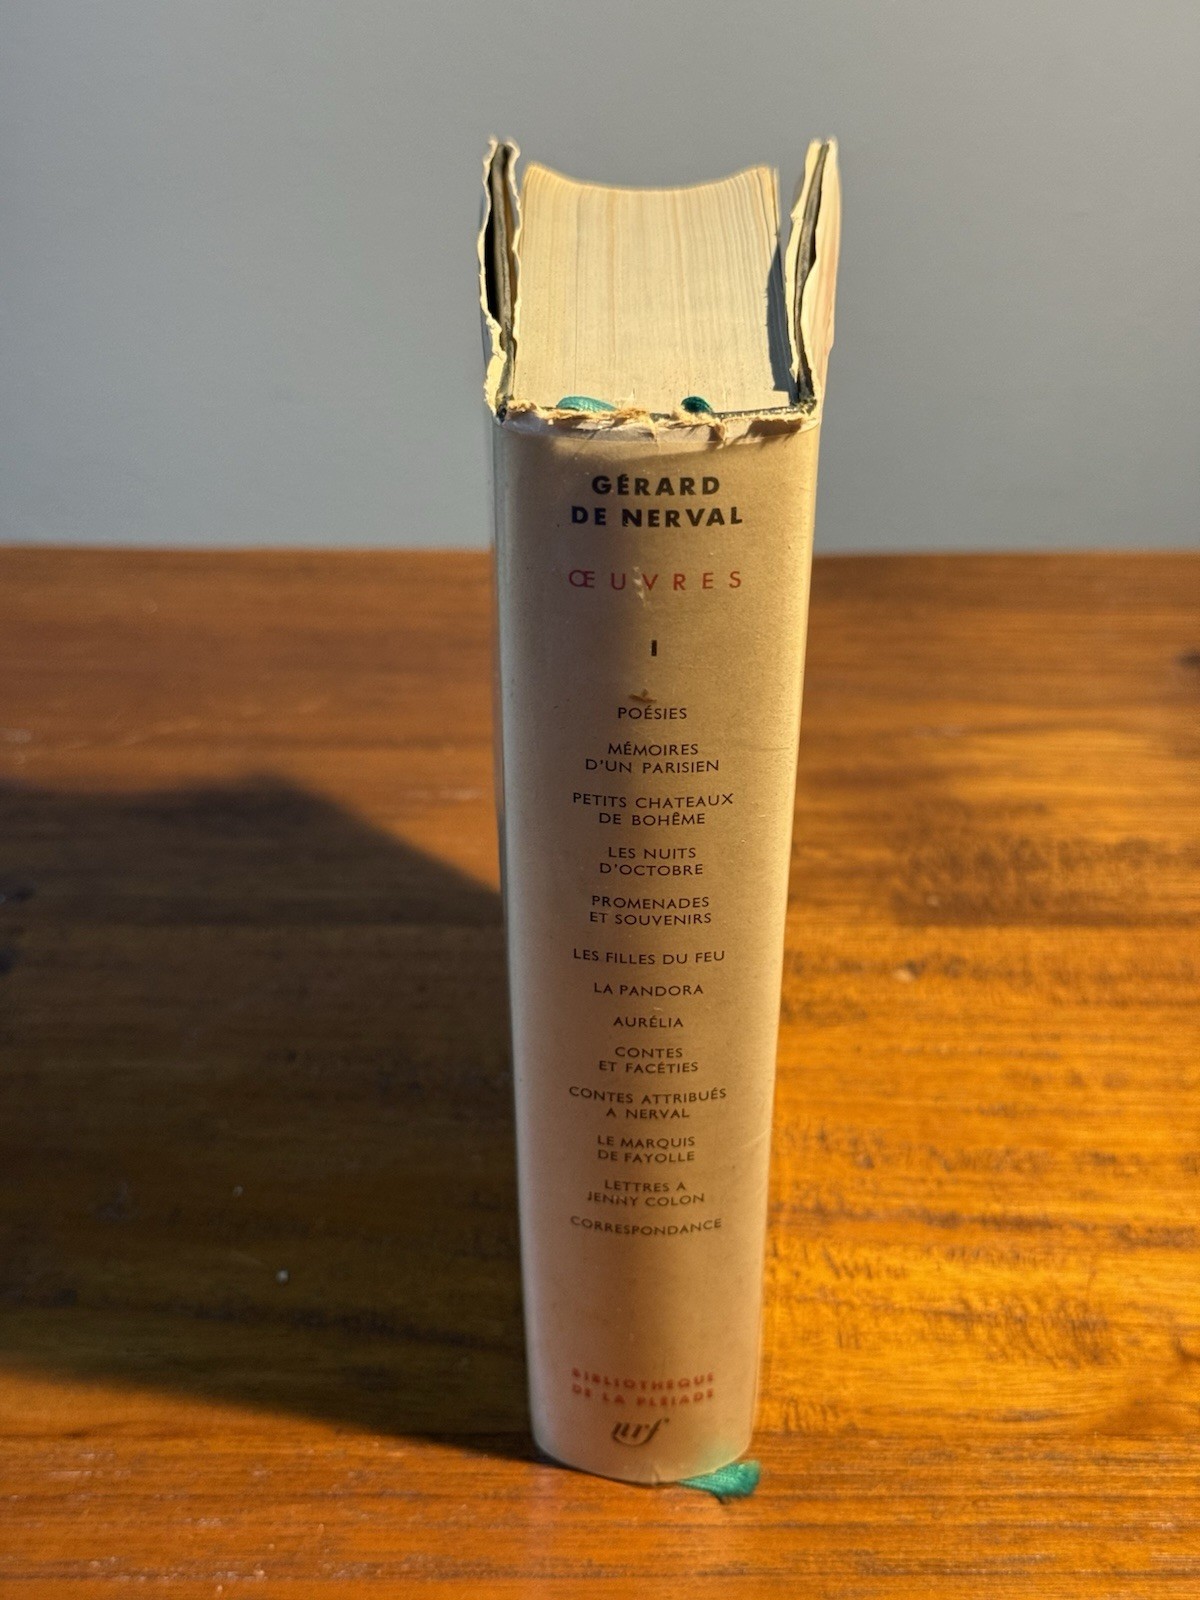 GÉRARD
DE NERVAL
ŒUVRES
I
POÉSIES
MÉMOIRES
D'UN PARISIEN
PETITS CHATEAUX
DE BOHÊME
LES NUITS
D'OCTOBRE
PROMENADES
ET SOUVENIRS
LES FILLES DU FEU
LA PANDORA
AURÉLIA
CONTES
ET FACÉTIES
CONTES ATTRIBUÉS
A NERVAL
LE MARQUIS
DE FAYOLLE
LETTRES A
JENNY COLON
CORRESPONDANCE
BIBLIOTHÈQUE
DE LA PLÉIADE
nrf